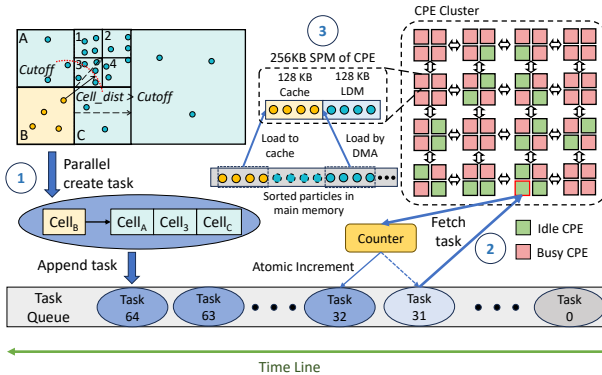 A
1
2
3
4
Cutoff
Cell_dist > Cutoff
B
C
1
Parallel
create task
Cell_B
Cell_A
Cell_3
Cell_C
Append task
3
256KB SPM of CPE
128 KB
Cache
128 KB
LDM
Load to
cache
Load by
DMA
Sorted particles in
main memory
CPE Cluster
Counter
Fetch
task
2
Idle CPE
Busy CPE
Atomic Increment
Task
Queue
Task
64
Task
63
Task
32
Task
31
Task
0
Time Line